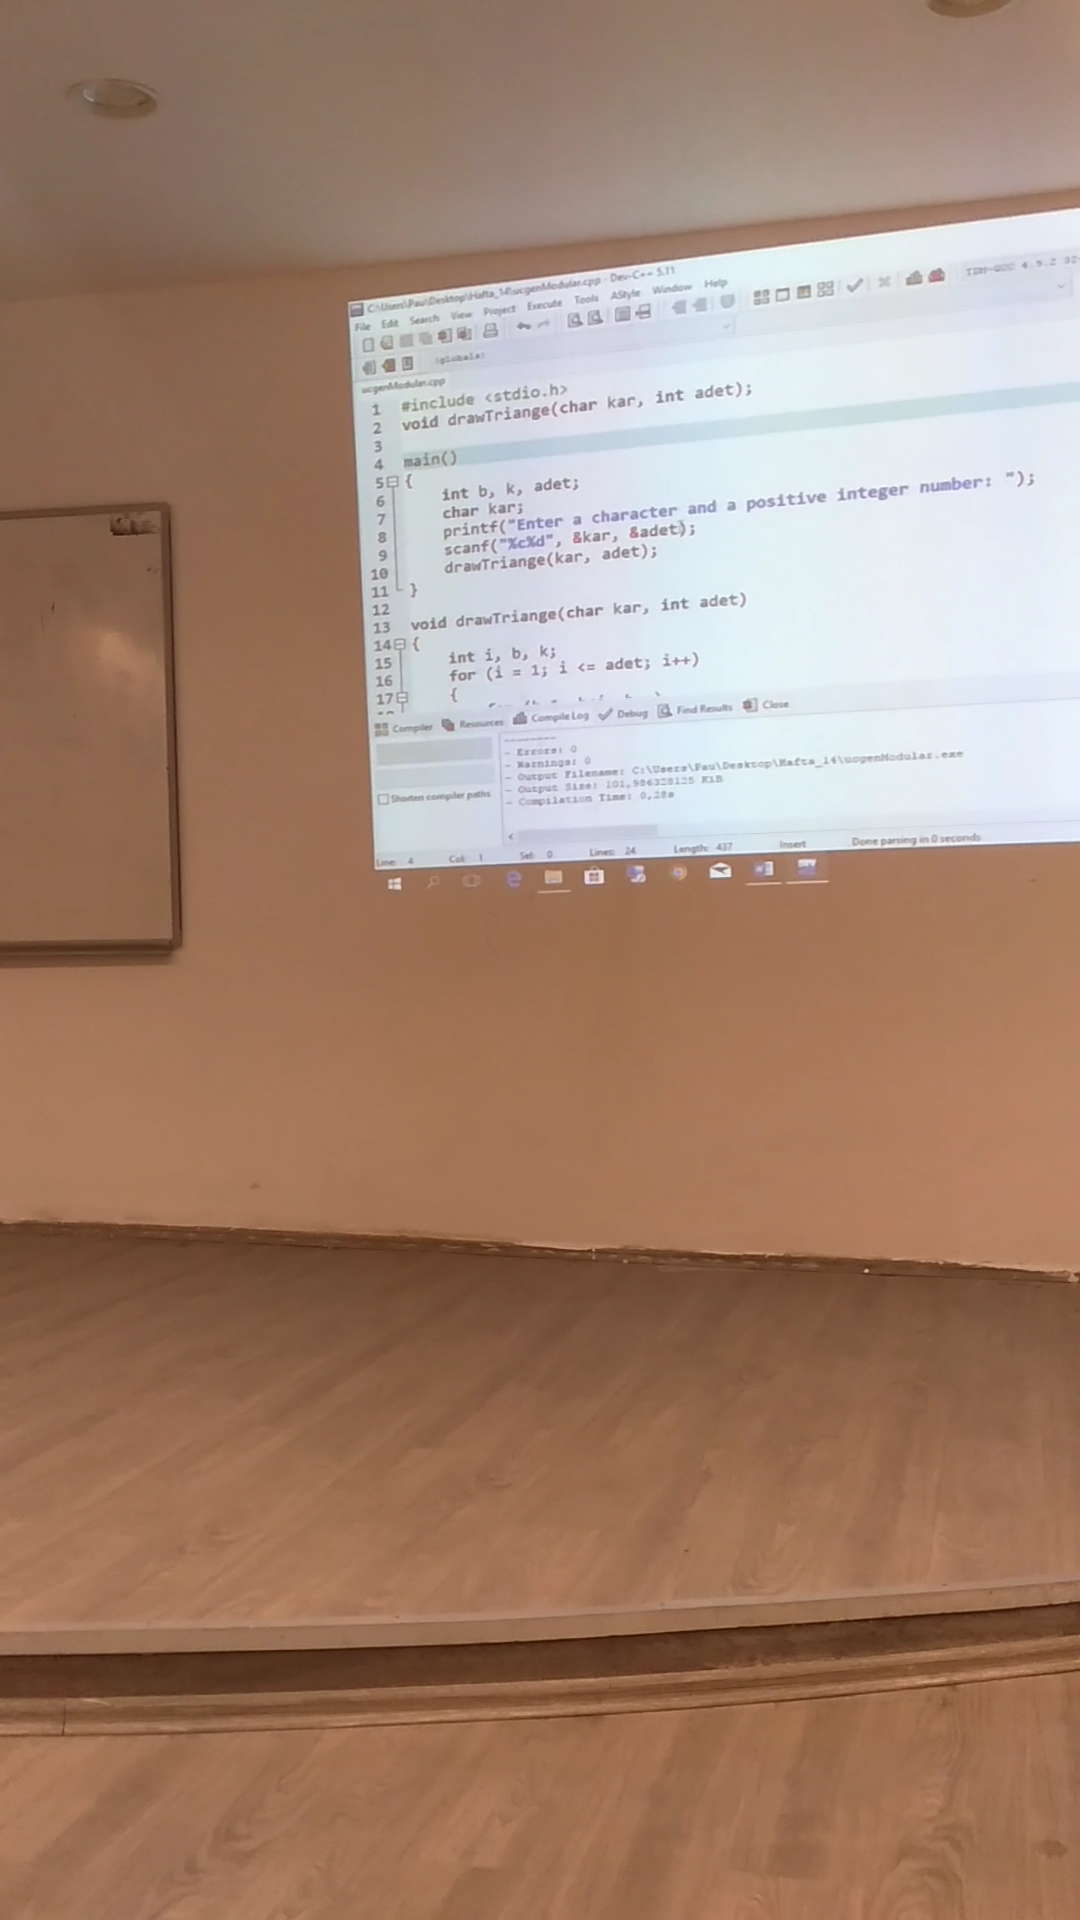 C:\Users\Pau\Desktop\Hafta_14\ucgenModular.cpp - Dev-C++ 5.11
File Edit Search View Project Execute Tools AStyle Window Help
TDM-GCC 4.9.2 32-
(globals)
ucgenModular.cpp
1 #include <stdio.h>
2 void drawTriange(char kar, int adet);
3
4 main()
5 {
6 int b, k, adet;
7 char kar;
8 printf("Enter a character and a positive integer number: ");
9 scanf("%c%d", &kar, &adet);
10 drawTriange(kar, adet);
11 }
12
13 void drawTriange(char kar, int adet)
14 {
15 int i, b, k;
16 for (i = 1; i <= adet; i++)
17 {
Compiler Resources Compile Log Debug Find Results Close
Shorten compiler paths
--------
- Errors: 0
- Warnings: 0
- Output Filename: C:\Users\Pau\Desktop\Hafta_14\ucgenModular.exe
- Output Size: 101,986328125 KiB
- Compilation Time: 0,28s
Line: 4 Col: 1 Sel: 0 Lines: 24 Length: 437 Insert Done parsing in 0 seconds